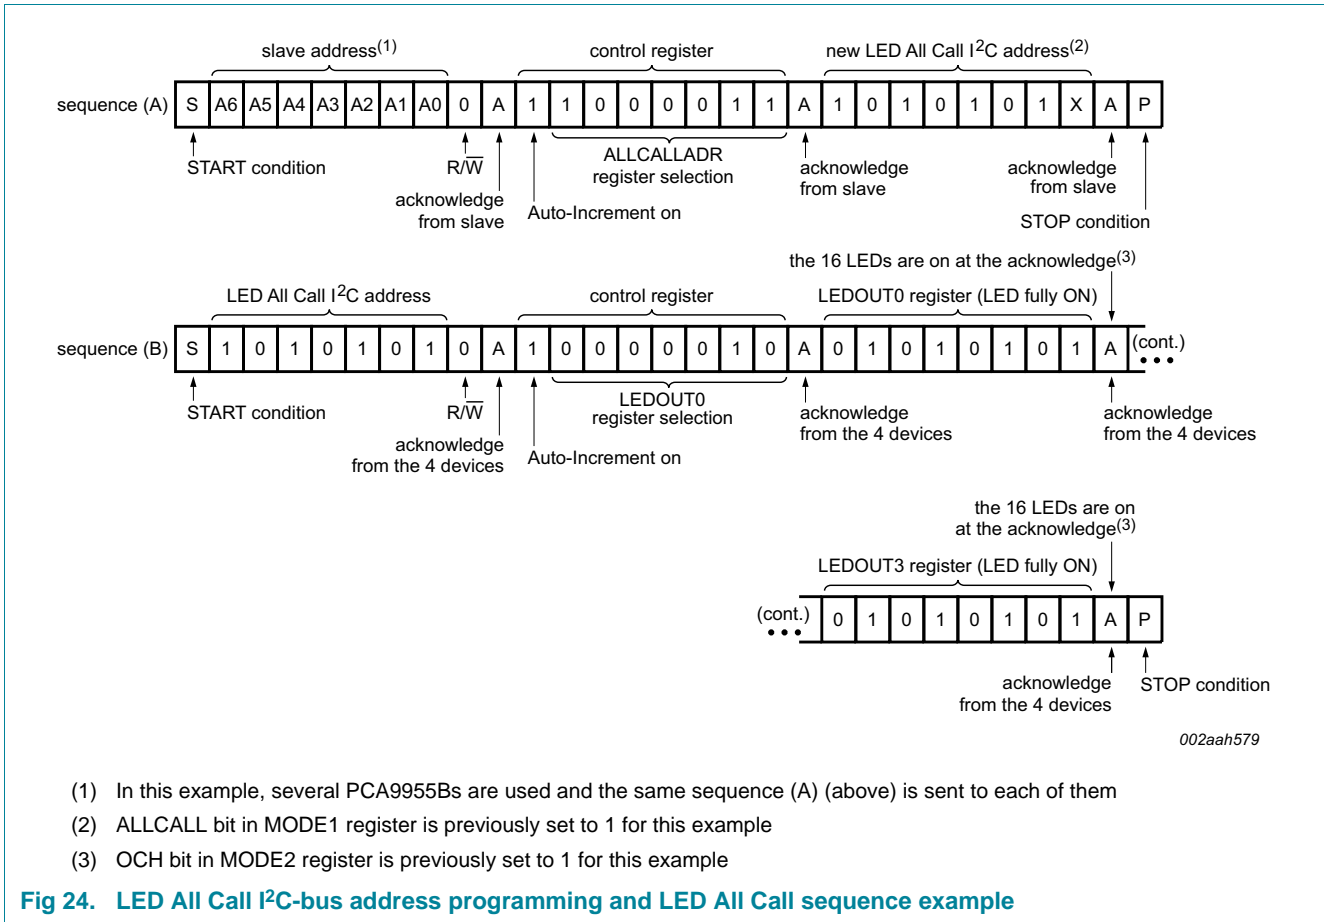 slave address(1) control register new LED All Call I2C address(2)
sequence (A) S A6 A5 A4 A3 A2 A1 A0 0 A 1 1 0 0 0 0 1 1 A 1 0 1 0 1 0 1 X A P
START condition R/W̅ ALLCALLADR acknowledge acknowledge
register selection from slave from slave
acknowledge
from slave Auto-Increment on STOP condition
the 16 LEDs are on at the acknowledge(3)
LED All Call I2C address control register LEDOUT0 register (LED fully ON)
sequence (B) S 1 0 1 0 1 0 1 0 A 1 0 0 0 0 0 1 0 A 0 1 0 1 0 1 0 1 A (cont.)
START condition R/W̅ LEDOUT0 acknowledge acknowledge
register selection from the 4 devices from the 4 devices
acknowledge
from the 4 devices Auto-Increment on
the 16 LEDs are on
at the acknowledge(3)
LEDOUT3 register (LED fully ON)
(cont.) 0 1 0 1 0 1 0 1 A P
acknowledge STOP condition
from the 4 devices
002aah579
(1) In this example, several PCA9955Bs are used and the same sequence (A) (above) is sent to each of them
(2) ALLCALL bit in MODE1 register is previously set to 1 for this example
(3) OCH bit in MODE2 register is previously set to 1 for this example
Fig 24. LED All Call I2C-bus address programming and LED All Call sequence example